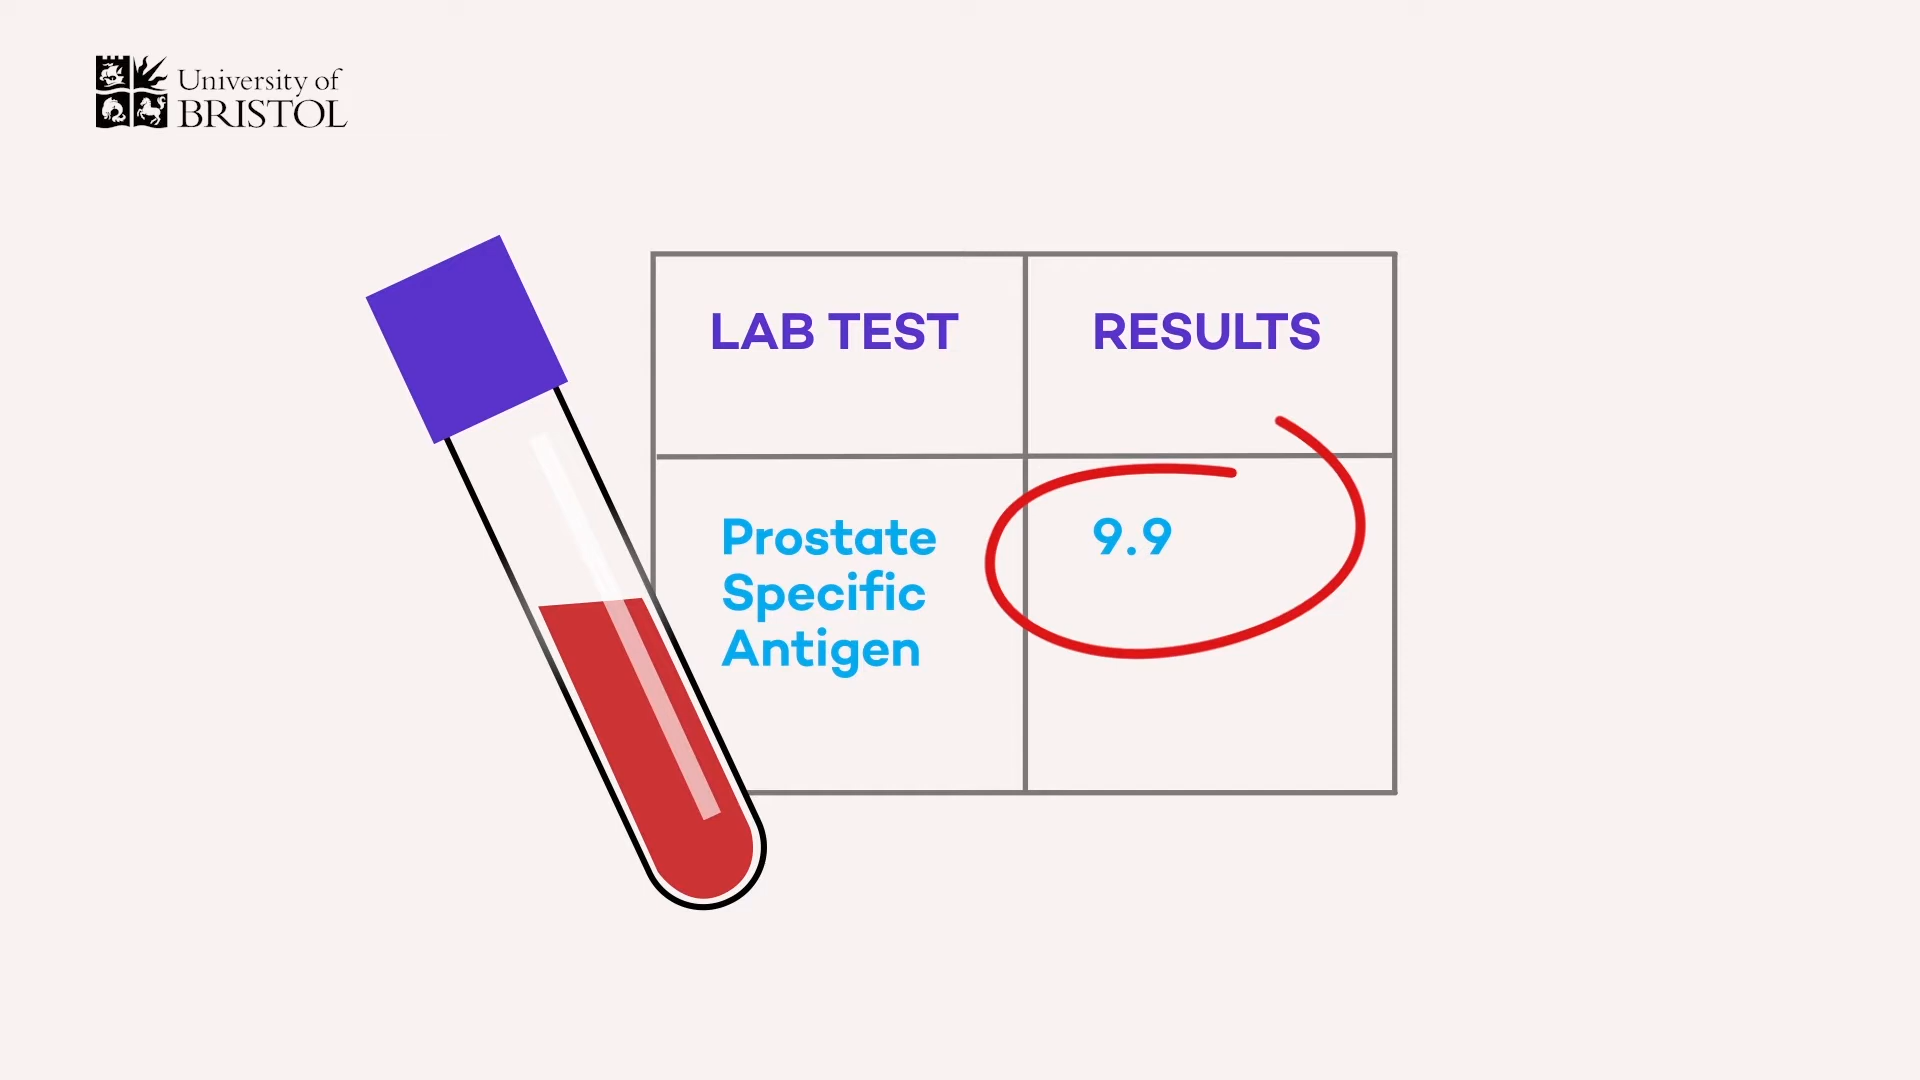 University of
BRISTOL
LAB TEST
RESULTS
Prostate
Specific
Antigen
9.9